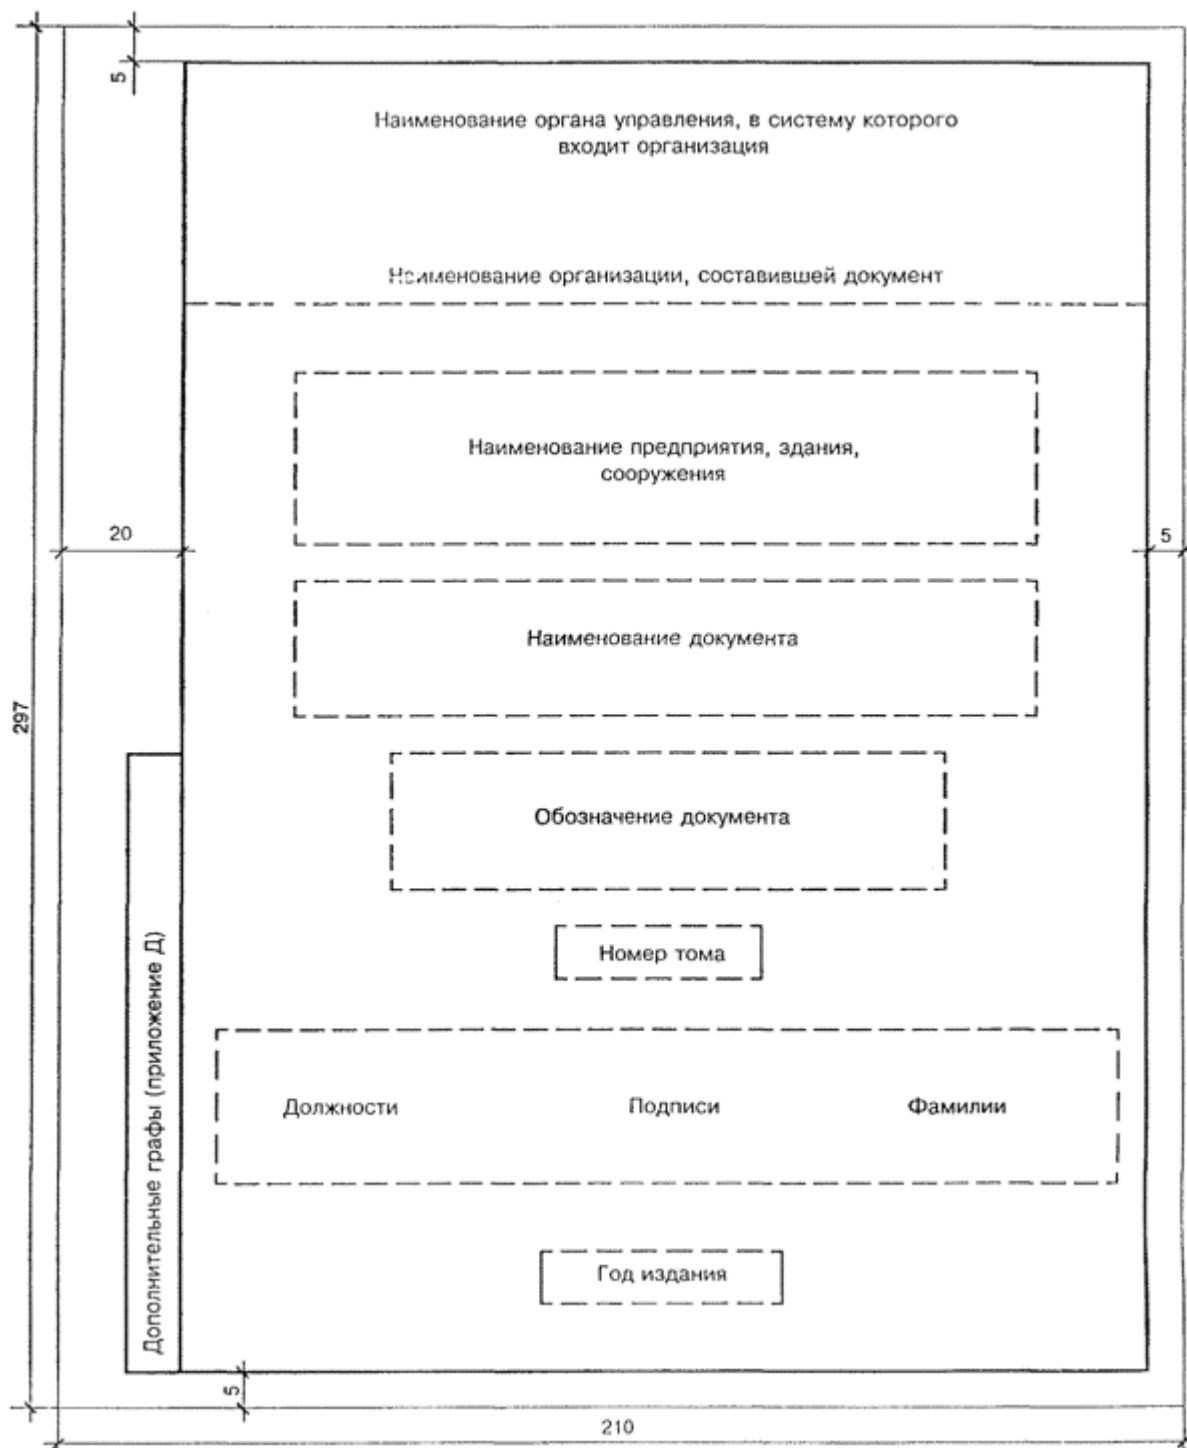 5
Наименование органа управления, в систему которого
входит организация
Наименование организации, составившей документ
Наименование предприятия, здания,
сооружения
20
5
Наименование документа
297
Обозначение документа
Номер тома
Дополнительные графы (приложение Д)
Должности Подписи Фамилии
Год издания
5
210